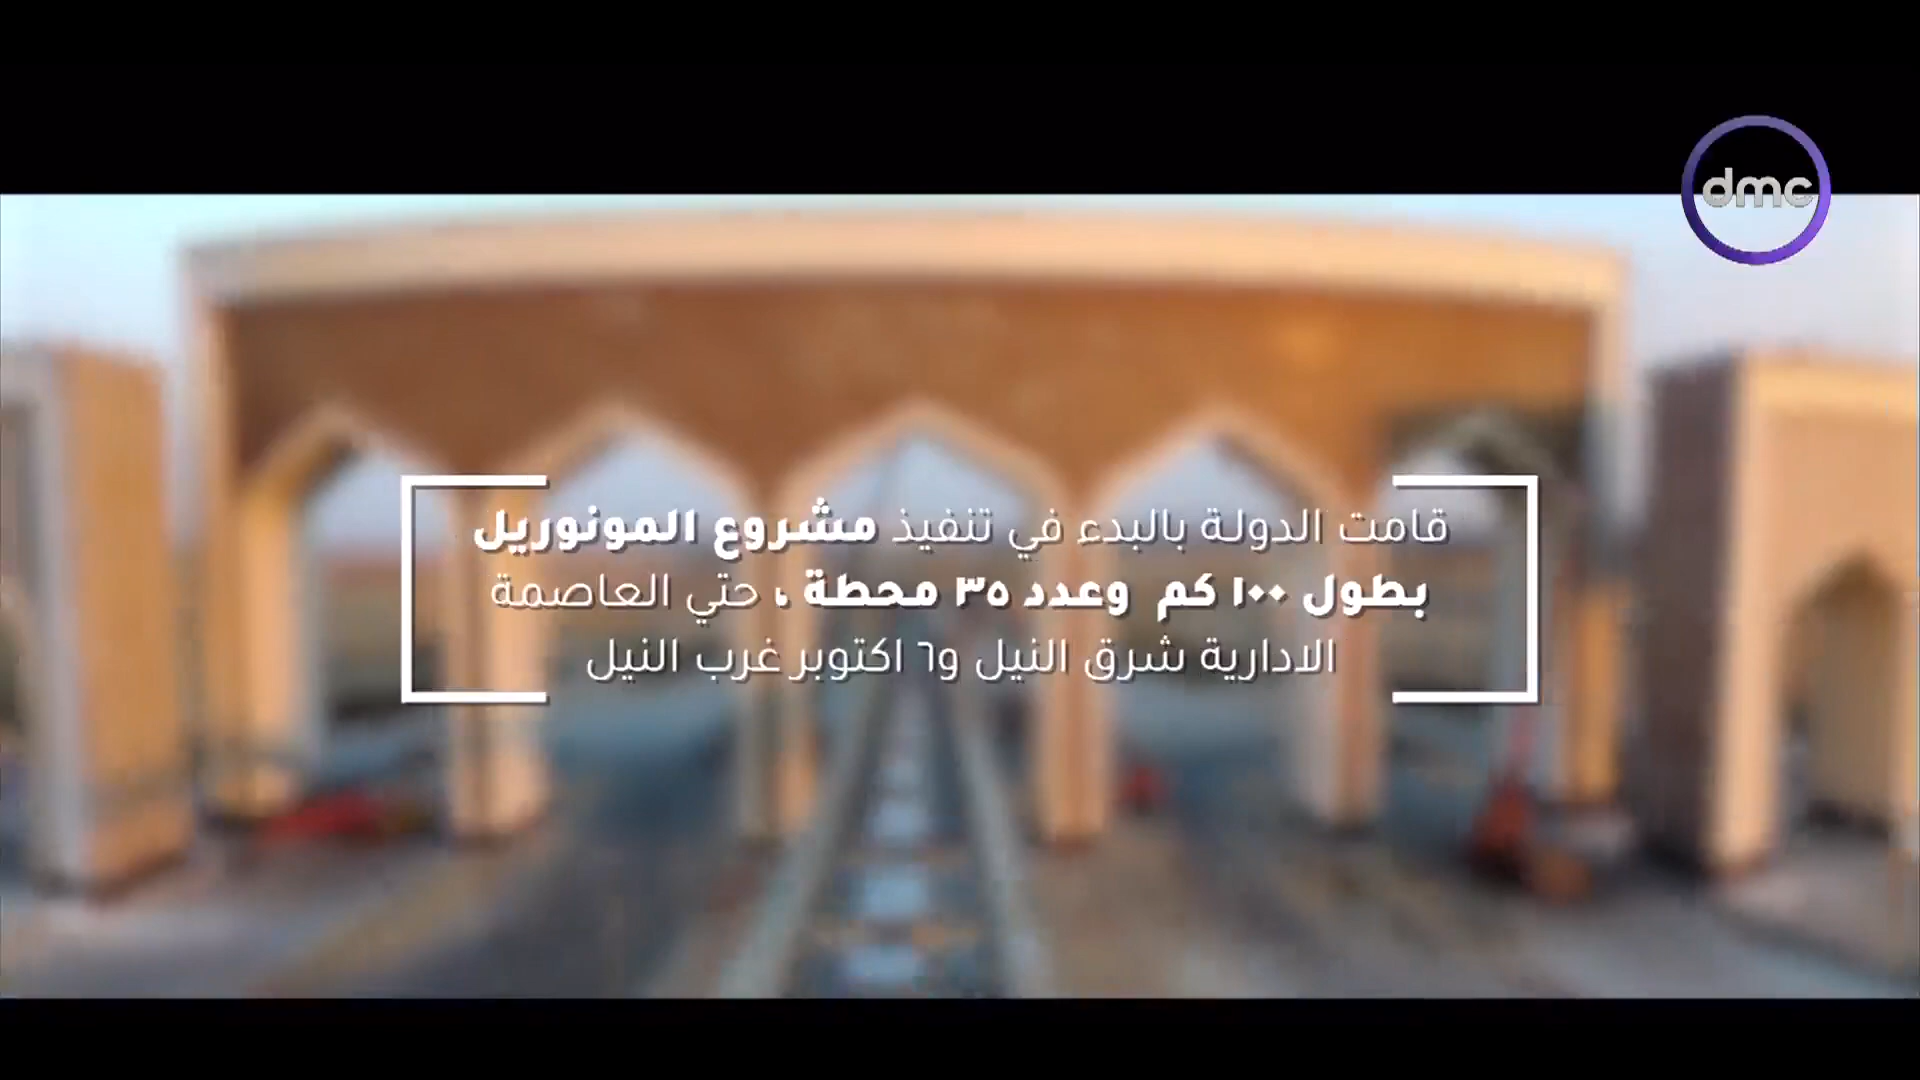 dmc
قامت الدولة بالبدء في تنفيذ مشروع المونوريل
بطول ١٠٠ كم وعدد ٣٥ محطة ، حتي العاصمة
الادارية شرق النيل و٦ اكتوبر غرب النيل